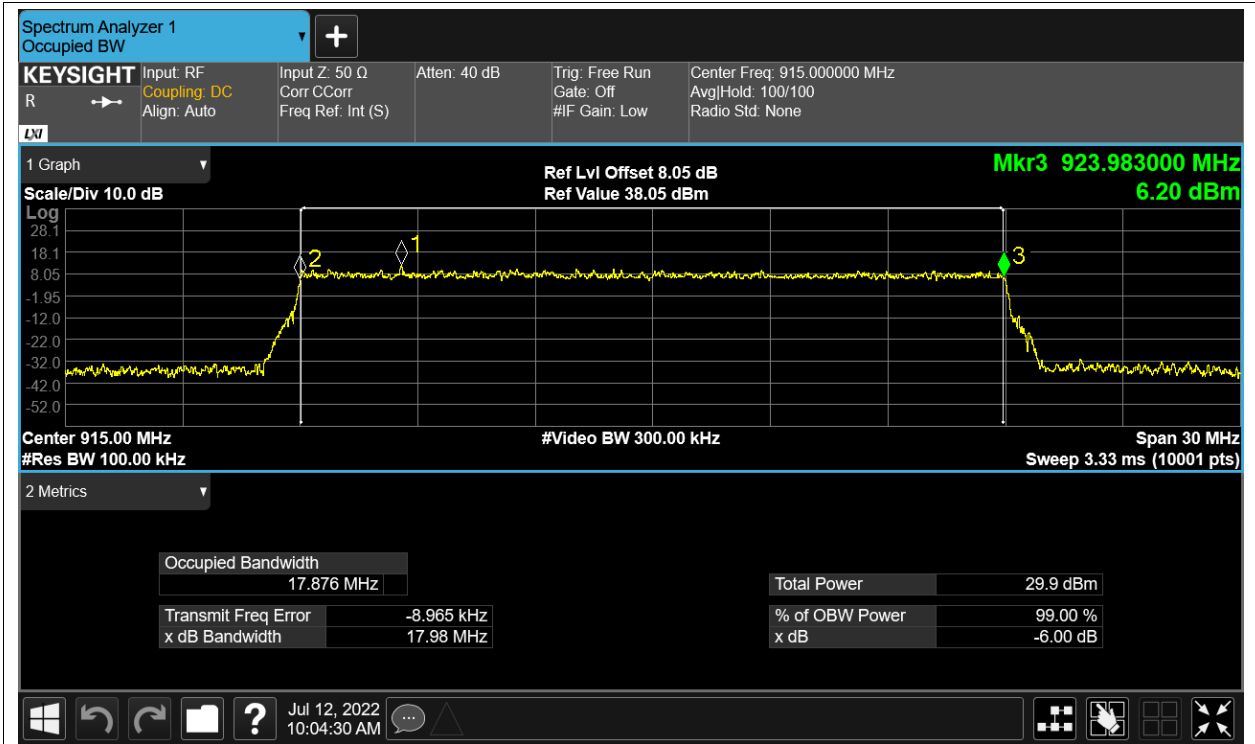 Spectrum Analyzer 1
Occupied BW
KEYSIGHT
R
LXI
Input: RF
Coupling: DC
Align: Auto
Input Z: 50 Ω
Corr CCorr
Freq Ref: Int (S)
Atten: 40 dB
Trig: Free Run
Gate: Off
#IF Gain: Low
Center Freq: 915.000000 MHz
Avg|Hold: 100/100
Radio Std: None
1 Graph
Scale/Div 10.0 dB
Ref Lvl Offset 8.05 dB
Ref Value 38.05 dBm
Mkr3 923.983000 MHz
6.20 dBm
Log
28.1
18.1
8.05
-1.95
-12.0
-22.0
-32.0
-42.0
-52.0
2
1
3
Center 915.00 MHz
#Res BW 100.00 kHz
#Video BW 300.00 kHz
Span 30 MHz
Sweep 3.33 ms (10001 pts)
2 Metrics
Occupied Bandwidth
17.876 MHz
Transmit Freq Error -8.965 kHz
x dB Bandwidth 17.98 MHz
Total Power 29.9 dBm
% of OBW Power 99.00 %
x dB -6.00 dB
?
Jul 12, 2022
10:04:30 AM